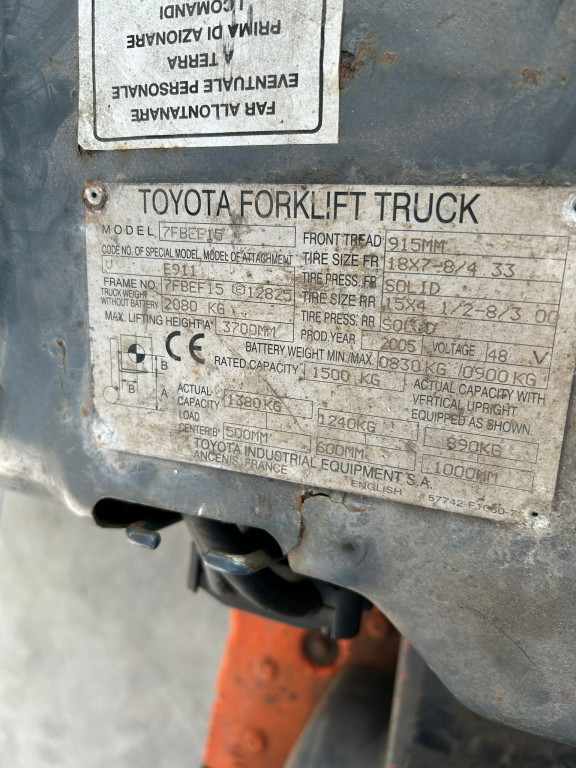 FAR ALLONTANARE
EVENTUALE PERSONALE
A TERRA
PRIMA DI AZIONARE
I COMANDI
TOYOTA FORKLIFT TRUCK
MODEL 7FBEF15
CODE NO. OF SPECIAL MODEL, MODEL OF ATTACHMENT
E911
FRAME NO. 7FBEF15 ©12825
TRUCK WEIGHT WITHOUT BATTERY 2080 KG
MAX. LIFTING HEIGHT 'A' 3700MM
FRONT TREAD 915MM
TIRE SIZE FR 18X7-8/4 33
TIRE PRESS. FR SOLID
TIRE SIZE RR 15X4 1/2-8/3 00
TIRE PRESS. RR SOLID
PROD. YEAR 2005 VOLTAGE 48 V
BATTERY WEIGHT MIN./MAX. 0830 KG /0900 KG
RATED CAPACITY 1500 KG
ACTUAL CAPACITY WITH
VERTICAL UPRIGHT
EQUIPPED AS SHOWN.
B
B A
CE
ACTUAL CAPACITY 1380KG 1240KG 890KG
LOAD CENTER 'B' 500MM 600MM 1000MM
TOYOTA INDUSTRIAL EQUIPMENT S.A.
ANCENIS, FRANCE
ENGLISH